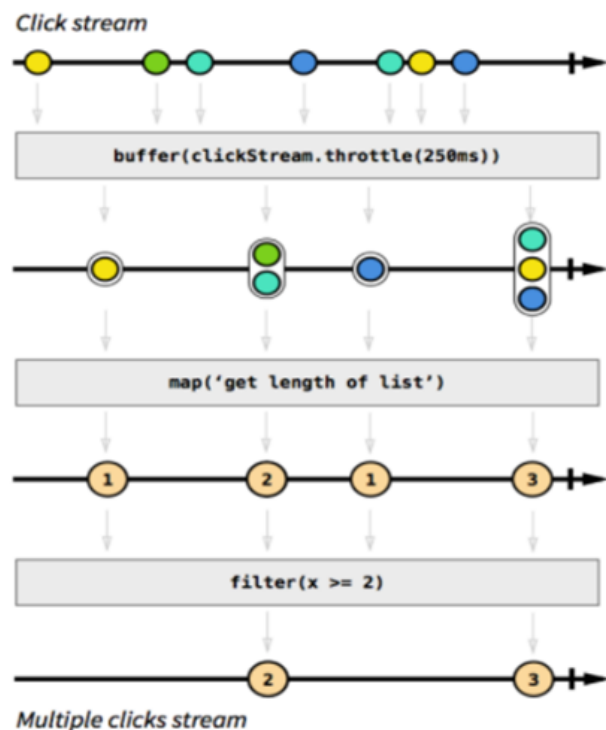 Click stream
buffer(clickStream.throttle(250ms))
map(‘get length of list’)
1 2 1 3
filter(x >= 2)
2 3
Multiple clicks stream